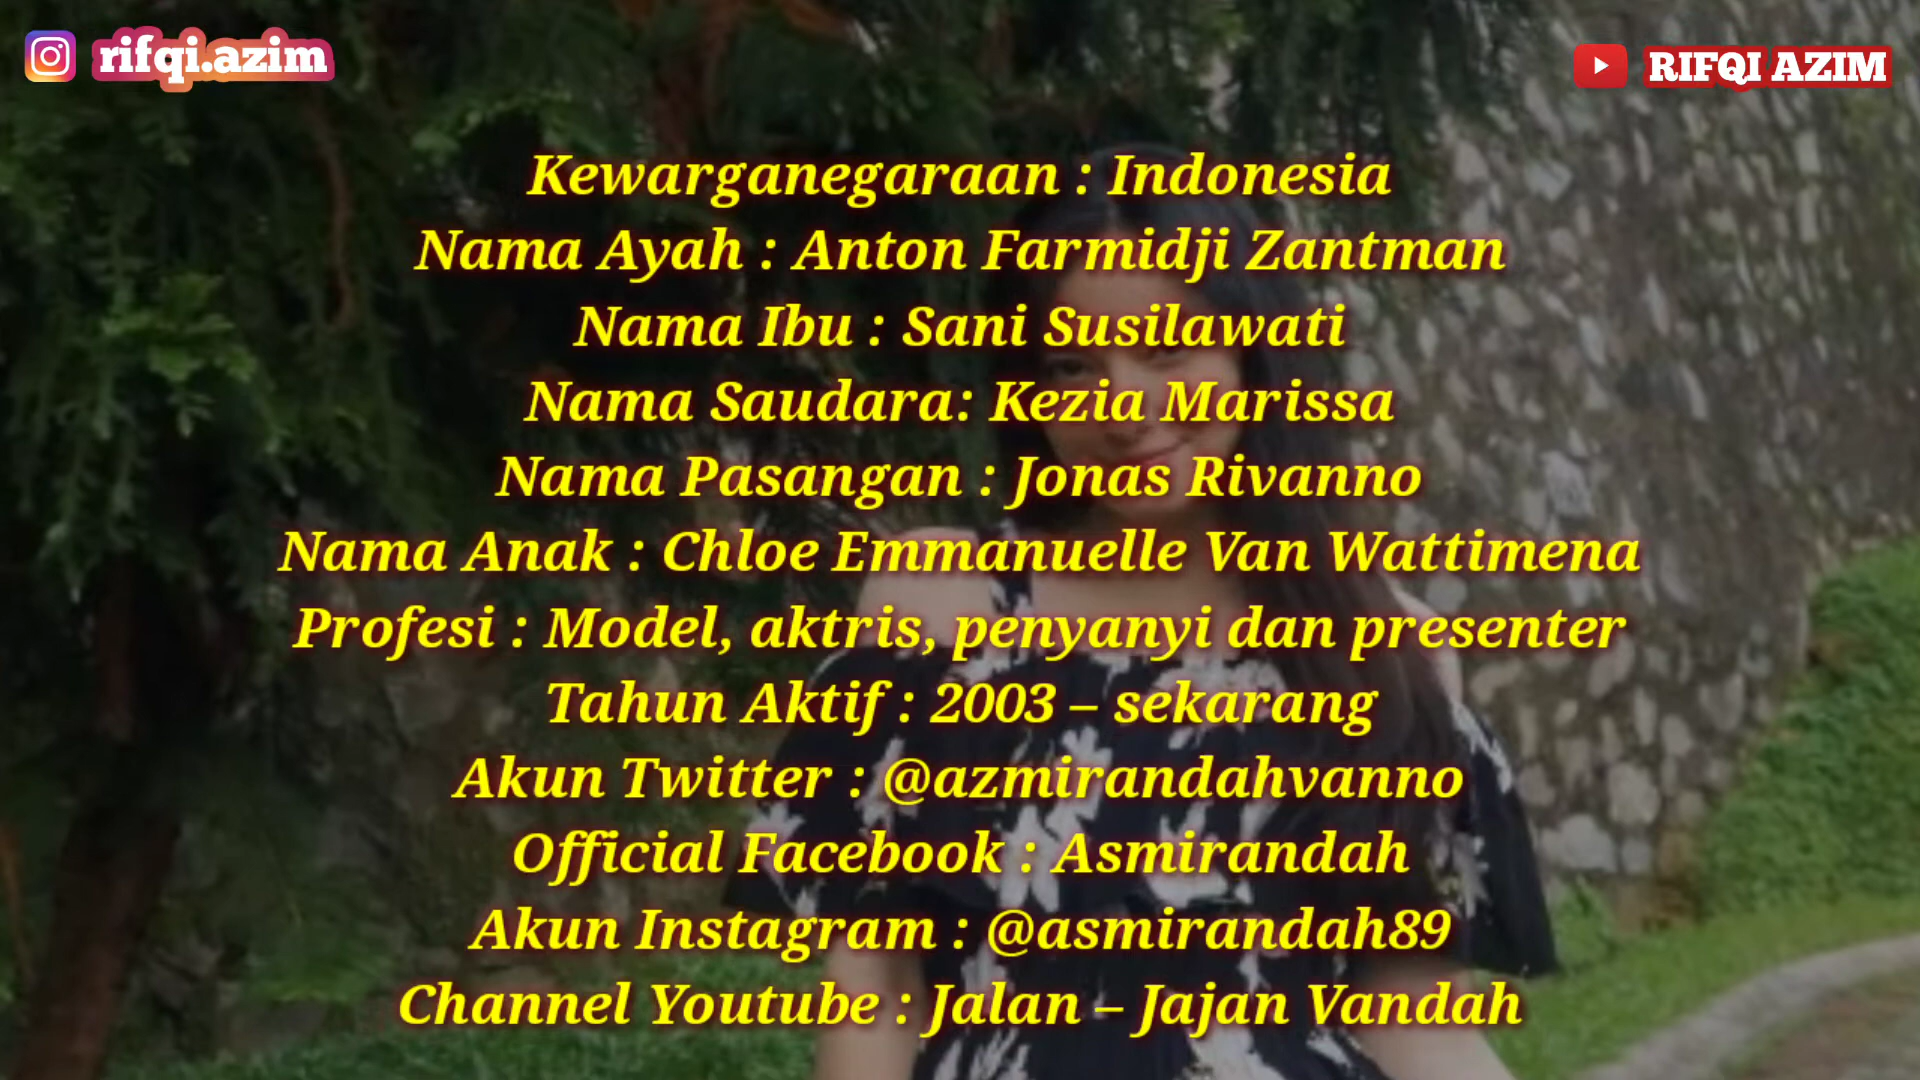 rifqi.azim
RIFQI AZIM
Kewarganegaraan : Indonesia
Nama Ayah : Anton Farmidji Zantman
Nama Ibu : Sani Susilawati
Nama Saudara: Kezia Marissa
Nama Pasangan : Jonas Rivanno
Nama Anak : Chloe Emmanuelle Van Wattimena
Profesi : Model, aktris, penyanyi dan presenter
Tahun Aktif : 2003 – sekarang
Akun Twitter : @azmirandahvanno
Official Facebook : Asmirandah
Akun Instagram : @asmirandah89
Channel Youtube : Jalan – Jajan Vandah